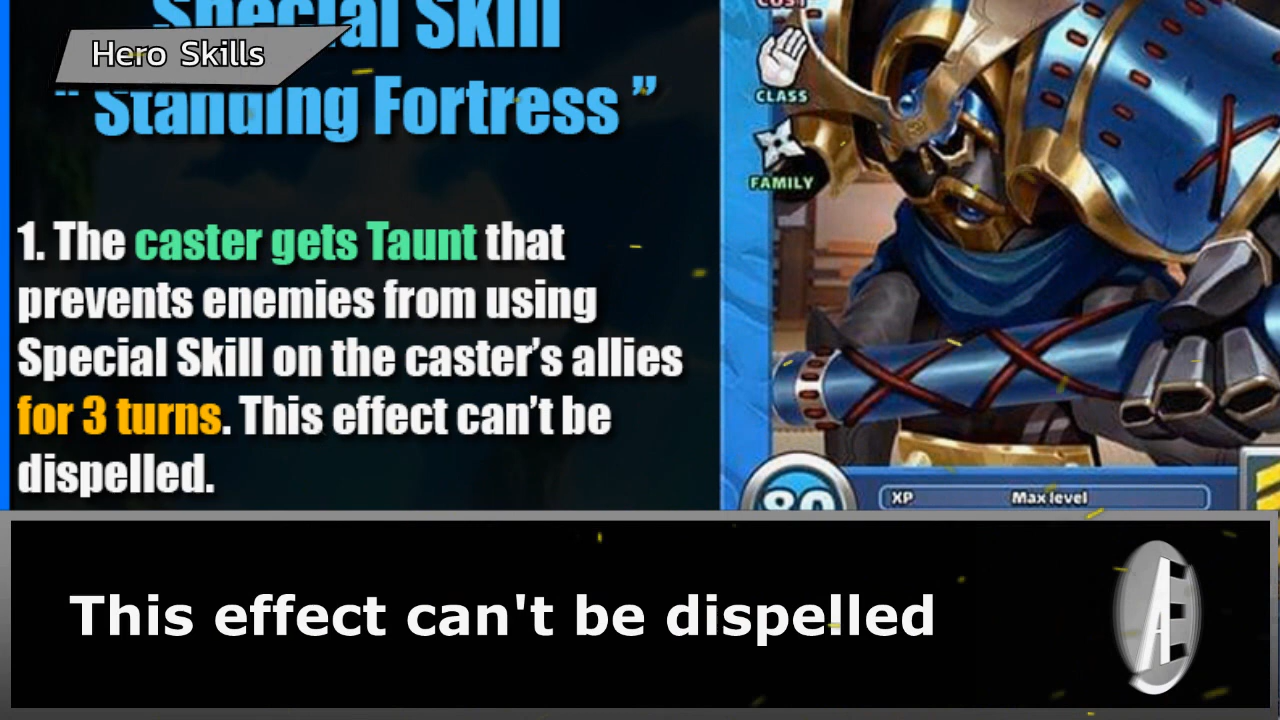 Special Skill
Hero Skills
" Standing Fortress ”
1. The caster gets Taunt that
prevents enemies from using
Special Skill on the caster’s allies
for 3 turns. This effect can’t be
dispelled.
COST
CLASS
FAMILY
80
XP
Max level
This effect can't be dispelled
Æ